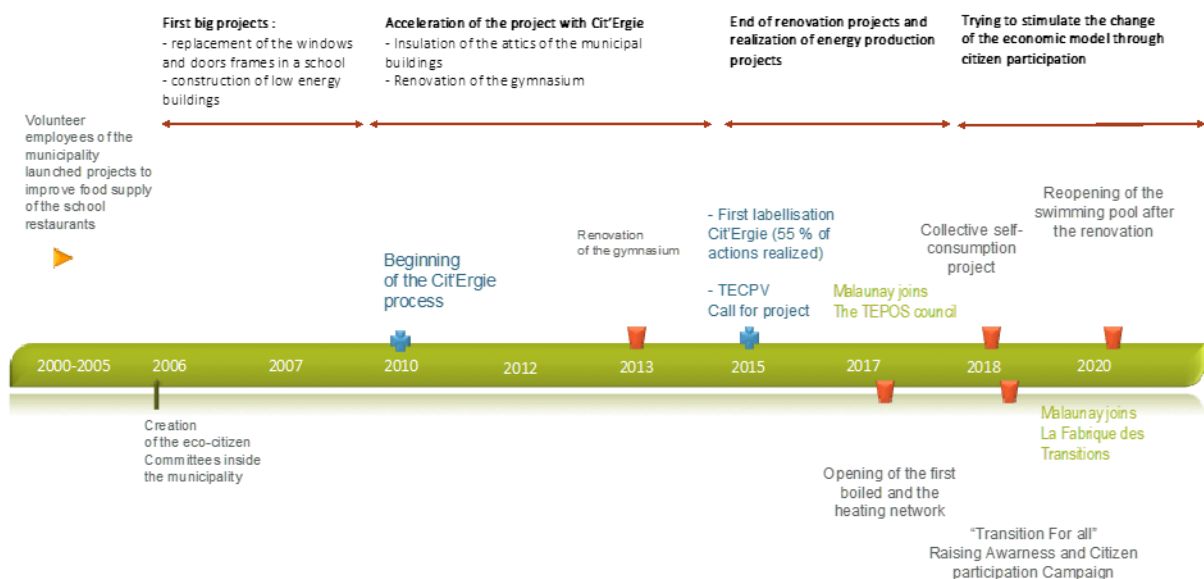 First big projects :
- replacement of the windows
and doors frames in a school
- construction of low energy
buildings
Acceleration of the project with Cit'Ergie
- Insulation of the attics of the municipal
buildings
- Renovation of the gymnasium
End of renovation projects and
realization of energy production
projects
Trying to stimulate the change
of the economic model through
citizen participation
Volunteer
employees of the
municipality
launched projects to
improve food supply
of the school
restaurants
Beginning
of the Cit'Ergie
process
Renovation
of the gymnasium
- First labellisation
Cit'Ergie (55 % of
actions realized)
- TECPV
Call for project
Malaunay joins
The TEPOS council
Collective self-
consumption
project
Reopening of the
swimming pool after
the renovation
2000-2005 2006 2007 2010 2012 2013 2015 2017 2018 2020
Creation
of the eco-citizen
Committees inside
the municipality
Opening of the first
boiled and the
heating network
"Transition For all"
Raising Awarness and Citizen
participation Campaign
Malaunay joins
La Fabrique des
Transitions